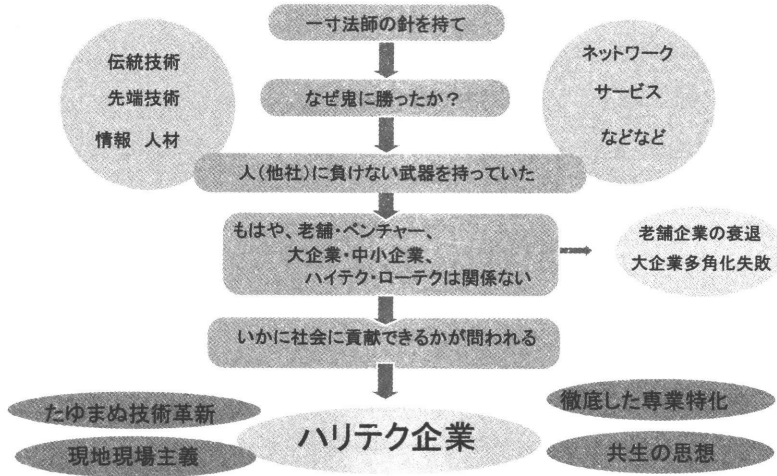 一寸法師の針を持て
伝統技術
先端技術
情報 人材
なぜ鬼に勝ったか？
ネットワーク
サービス
などなど
人（他社）に負けない武器を持っていた
もはや、老舗・ベンチャー、
大企業・中小企業、
ハイテク・ローテクは関係ない
老舗企業の衰退
大企業多角化失敗
いかに社会に貢献できるかが問われる
たゆまぬ技術革新
現地現場主義
ハリテク企業
徹底した専業特化
共生の思想